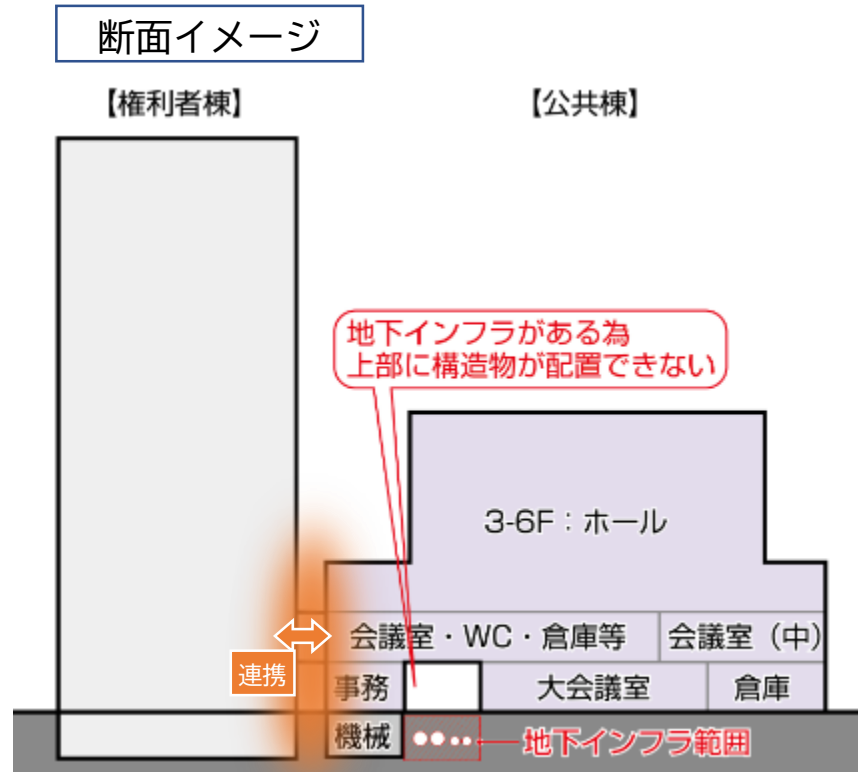 断面イメージ
【権利者棟】
【公共棟】
地下インフラがある為
上部に構造物が配置できない
3-6F：ホール
会議室・WC・倉庫等
会議室（中）
連携
事務
大会議室
倉庫
機械
地下インフラ範囲